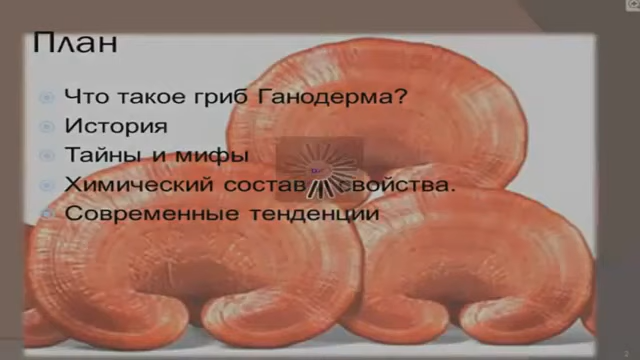 План
Что такое гриб Ганодерма?
История
Тайны и мифы
Химический состав свойства.
Современные тенденции